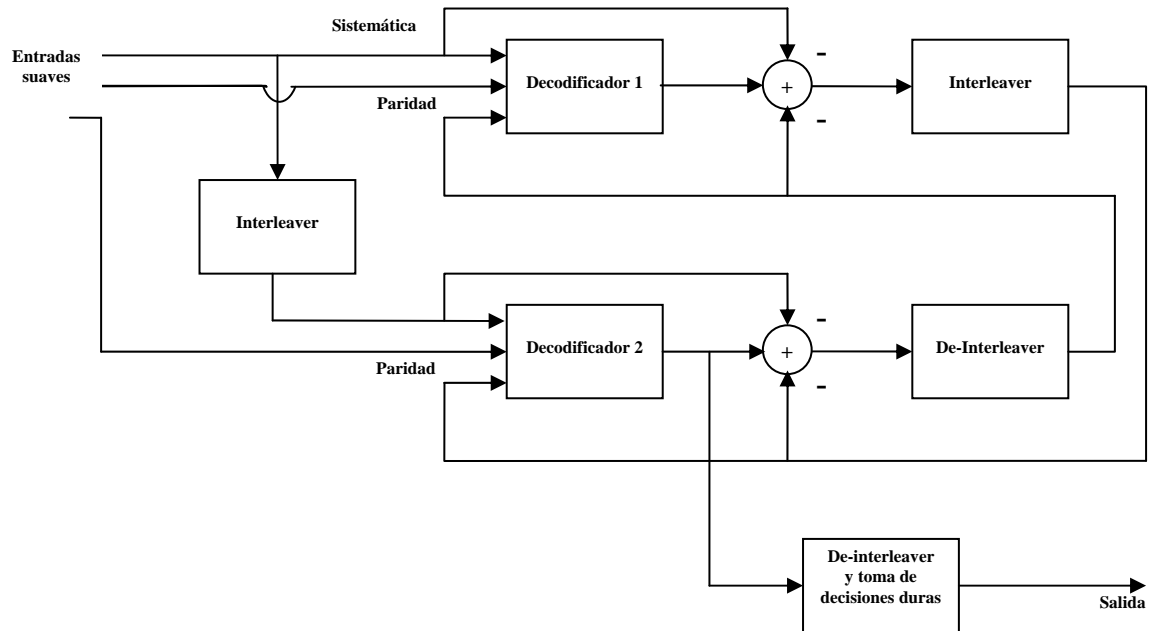 Sistemática
Entradas
suaves
-
Decodificador 1
+
Interleaver
Paridad
-
Interleaver
-
Decodificador 2
+
De-Interleaver
Paridad
-
De-interleaver
y toma de
decisiones duras
Salida